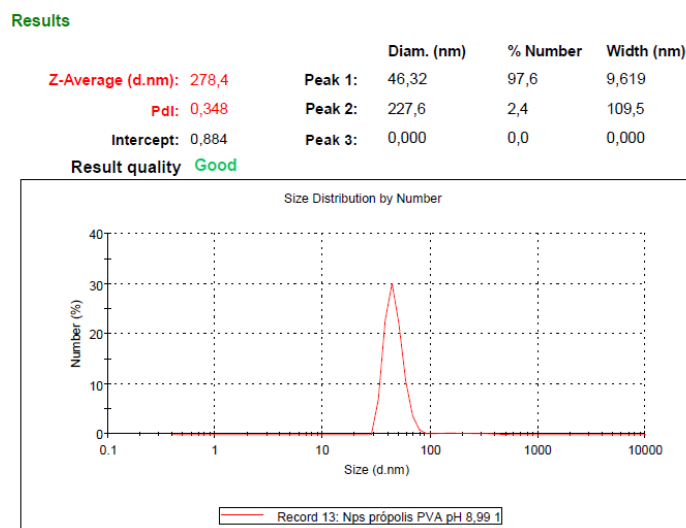 Results
Diam. (nm) % Number Width (nm)
Z-Average (d.nm): 278,4 Peak 1: 46,32 97,6 9,619
PdI: 0,348 Peak 2: 227,6 2,4 109,5
Intercept: 0,884 Peak 3: 0,000 0,0 0,000
Result quality Good
Size Distribution by Number
40
30
20
10
0
Number (%)
0.1 1 10 100 1000 10000
Size (d.nm)
Record 13: Nps própolis PVA pH 8,99 1